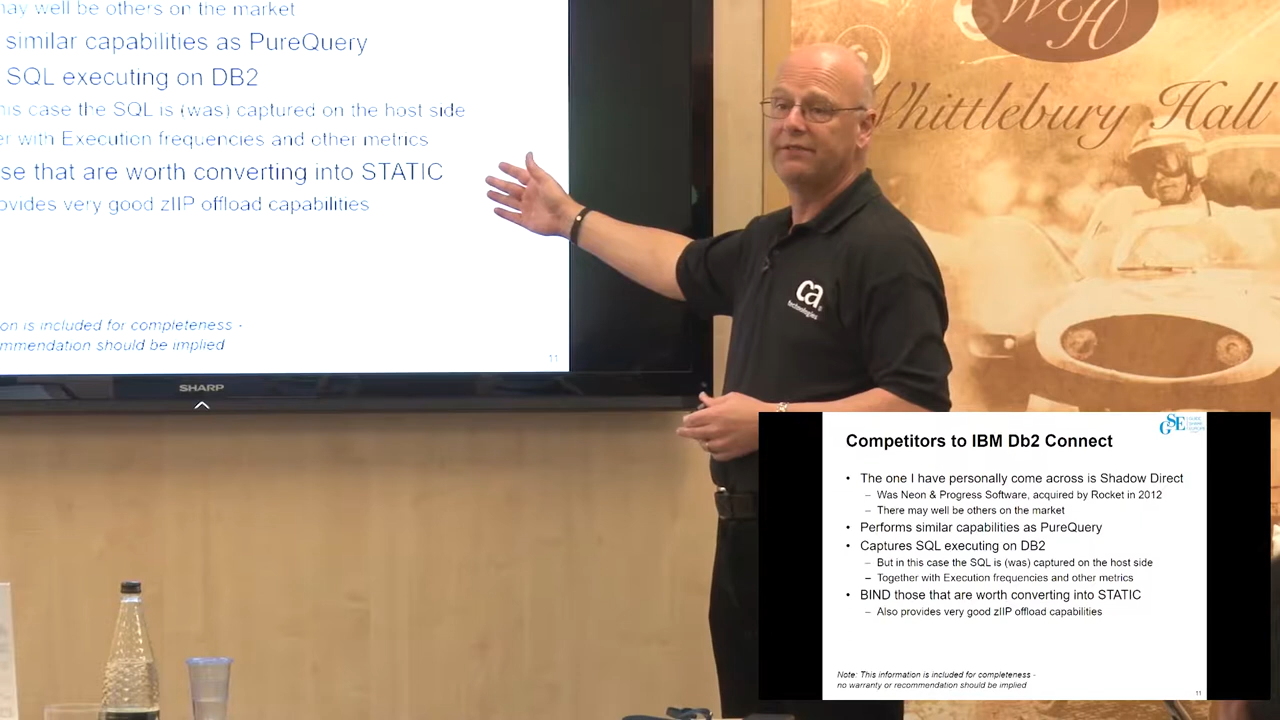 may well be others on the market
similar capabilities as PureQuery
SQL executing on DB2
his case the SQL is (was) captured on the host side
er with Execution frequencies and other metrics
se that are worth converting into STATIC
ovides very good zIIP offload capabilities
on is included for completeness -
mmendation should be implied
11
SHARP
WH
Whittlebury Hall
ca
technologies
GSE
Competitors to IBM Db2 Connect
• The one I have personally come across is Shadow Direct
– Was Neon & Progress Software, acquired by Rocket in 2012
– There may well be others on the market
• Performs similar capabilities as PureQuery
• Captures SQL executing on DB2
– But in this case the SQL is (was) captured on the host side
– Together with Execution frequencies and other metrics
• BIND those that are worth converting into STATIC
– Also provides very good zIIP offload capabilities
Note: This information is included for completeness -
no warranty or recommendation should be implied
11